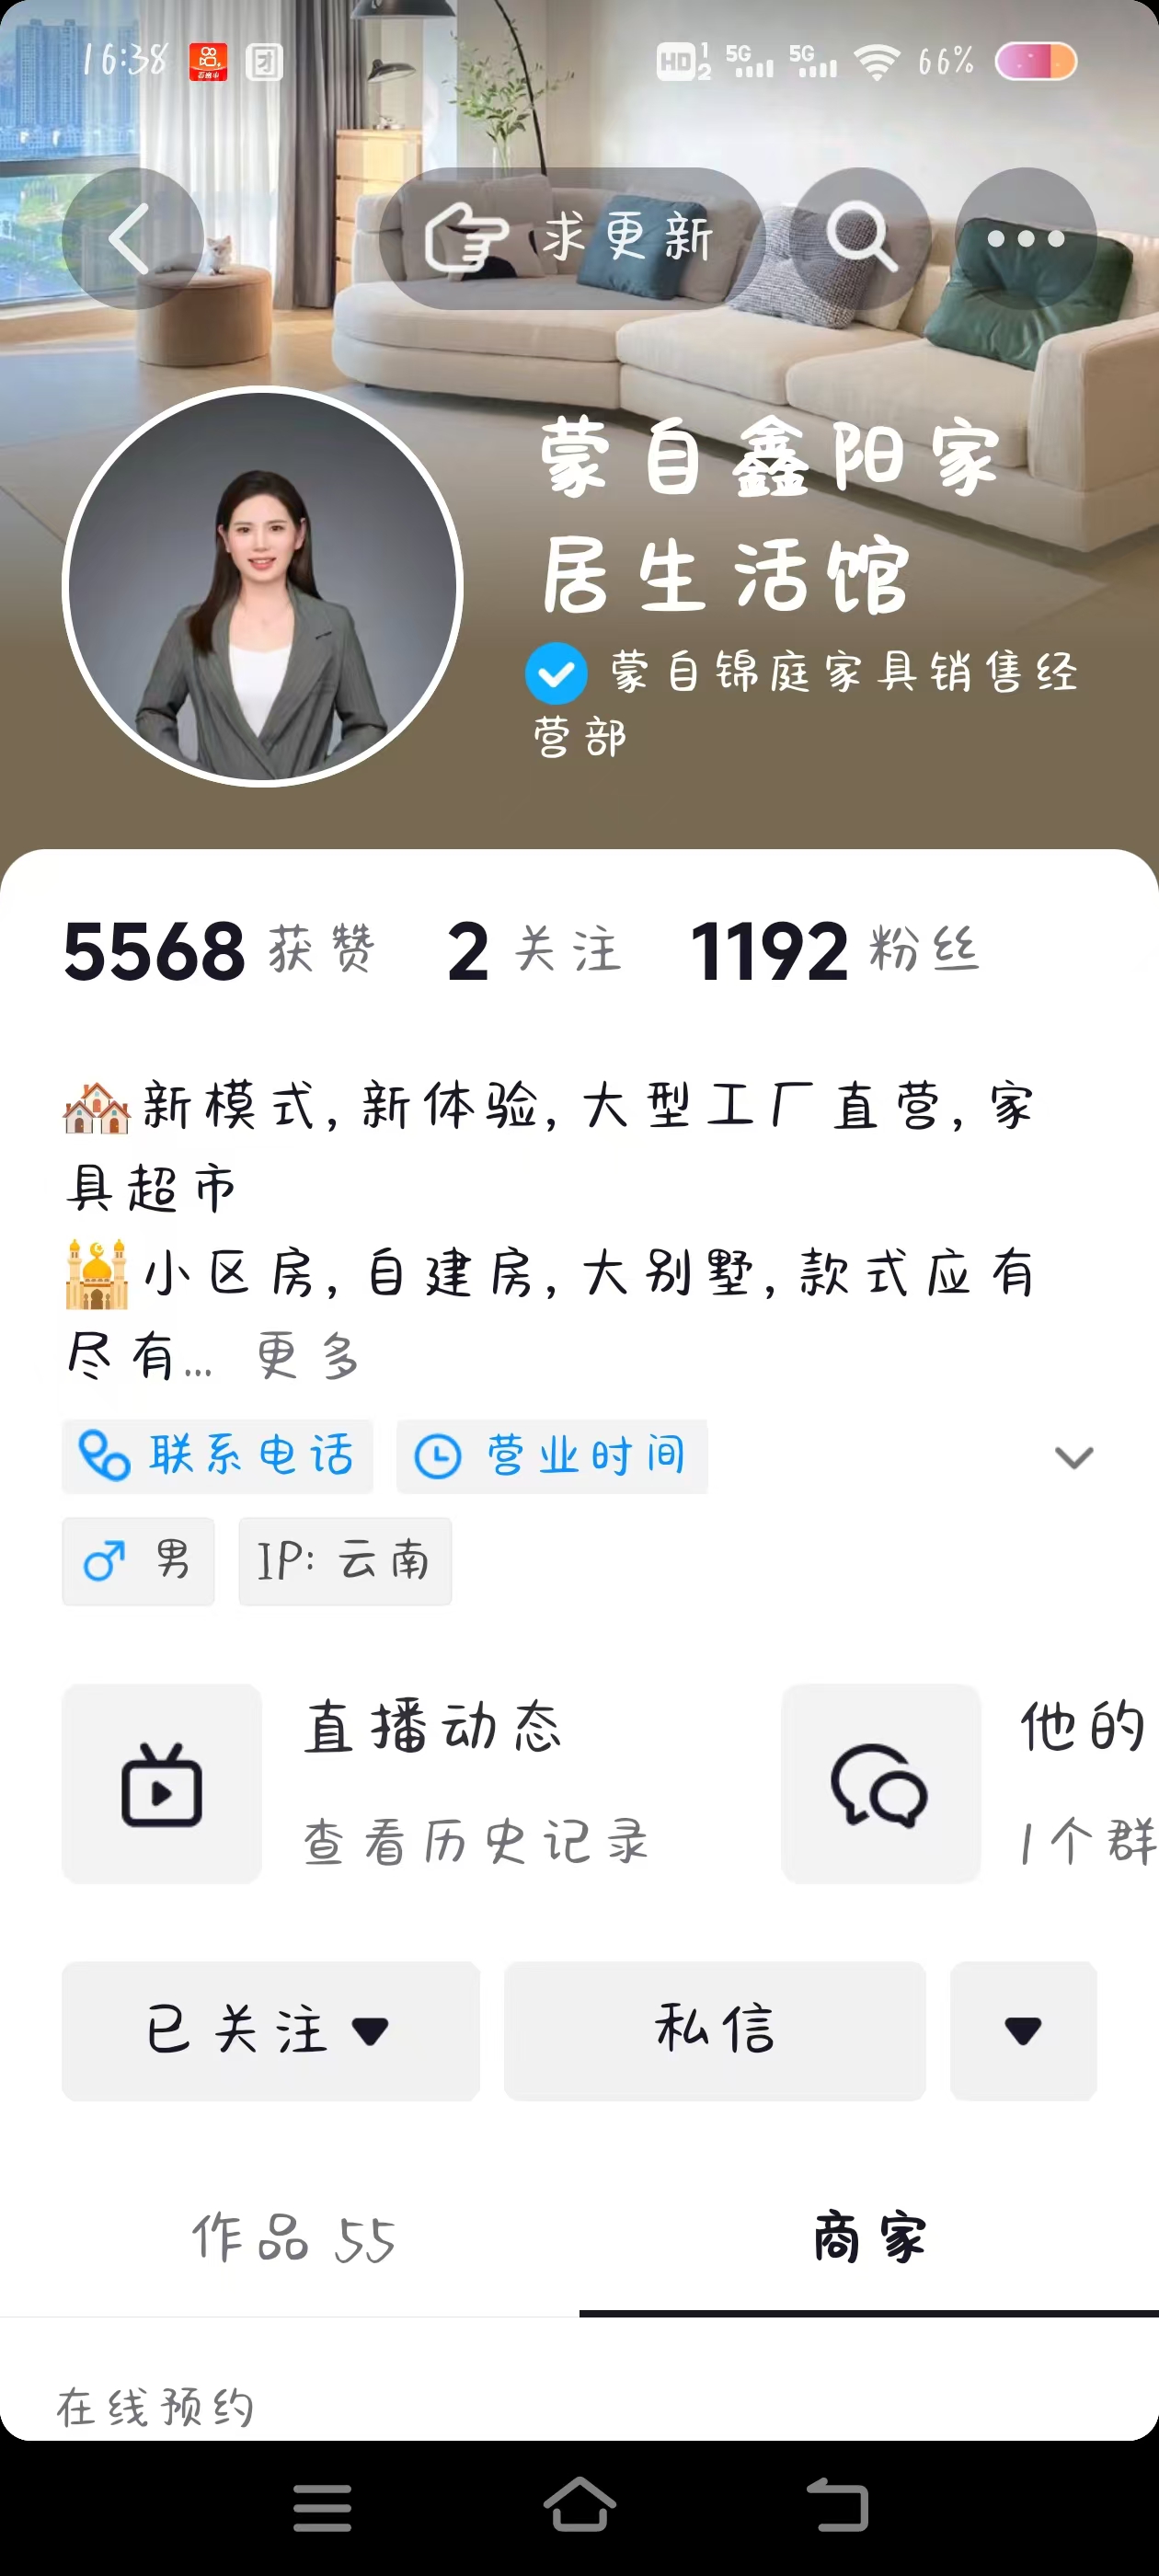 16:38 团 HD 1 2 5G 5G 66%
求更新
蒙自鑫阳家
居生活馆
蒙自锦庭家具销售经
营部
5568 获赞 2 关注 1192 粉丝
新模式,新体验,大型工厂直营,家
具超市
小区房,自建房,大别墅,款式应有
尽有... 更多
联系电话 营业时间
男 IP: 云南
直播动态 他的
查看历史记录 1个群
已关注 私信
作品 55 商家
在线预约